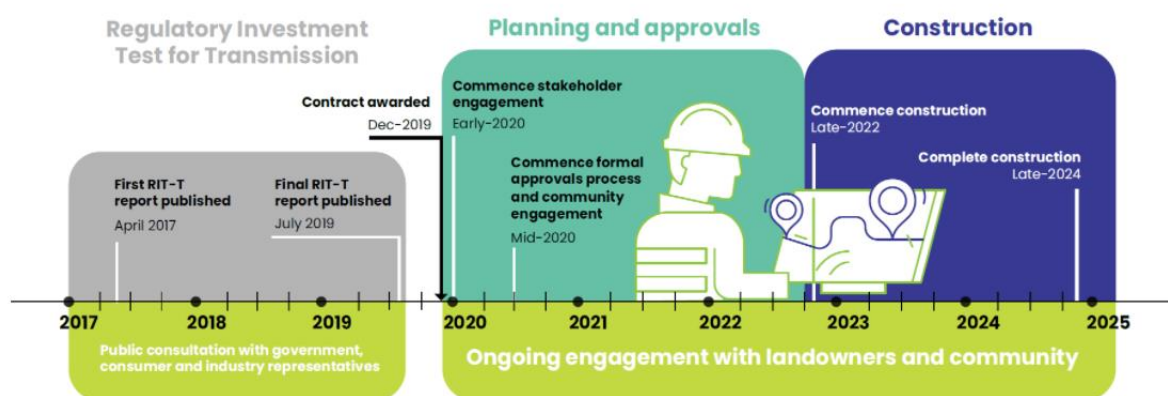 Regulatory Investment
Test for Transmission
Planning and approvals
Construction
Contract awarded
Dec-2019
Commence stakeholder
engagement
Early-2020
Commence construction
Late-2022
First RIT-T
report published
April 2017
Final RIT-T
report published
July 2019
Commence formal
approvals process
and community
engagement
Mid-2020
Complete construction
Late-2024
2017
2018
2019
2020
2021
2022
2023
2024
2025
Public consultation with government,
consumer and industry representatives
Ongoing engagement with landowners and community